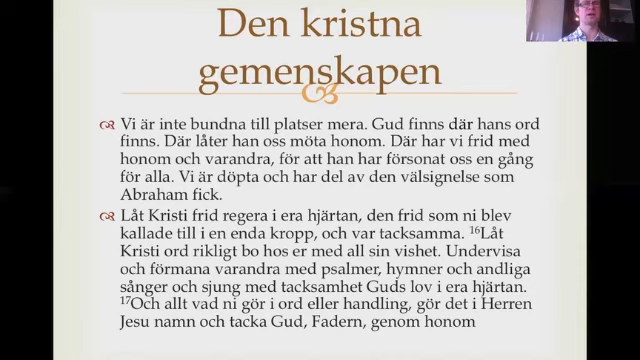 Den kristna
gemenskapen
Vi är inte bundna till platser mera. Gud finns där hans ord
finns. Där låter han oss möta honom. Där har vi frid med
honom och varandra, för att han har försonat oss en gång
för alla. Vi är döpta och har del av den välsignelse som
Abraham fick.
Låt Kristi frid regera i era hjärtan, den frid som ni blev
kallade till i en enda kropp, och var tacksamma. ¹⁶Låt
Kristi ord rikligt bo hos er med all sin vishet. Undervisa
och förmana varandra med psalmer, hymner och andliga
sånger och sjung med tacksamhet Guds lov i era hjärtan.
¹⁷Och allt vad ni gör i ord eller handling, gör det i Herren
Jesu namn och tacka Gud, Fadern, genom honom